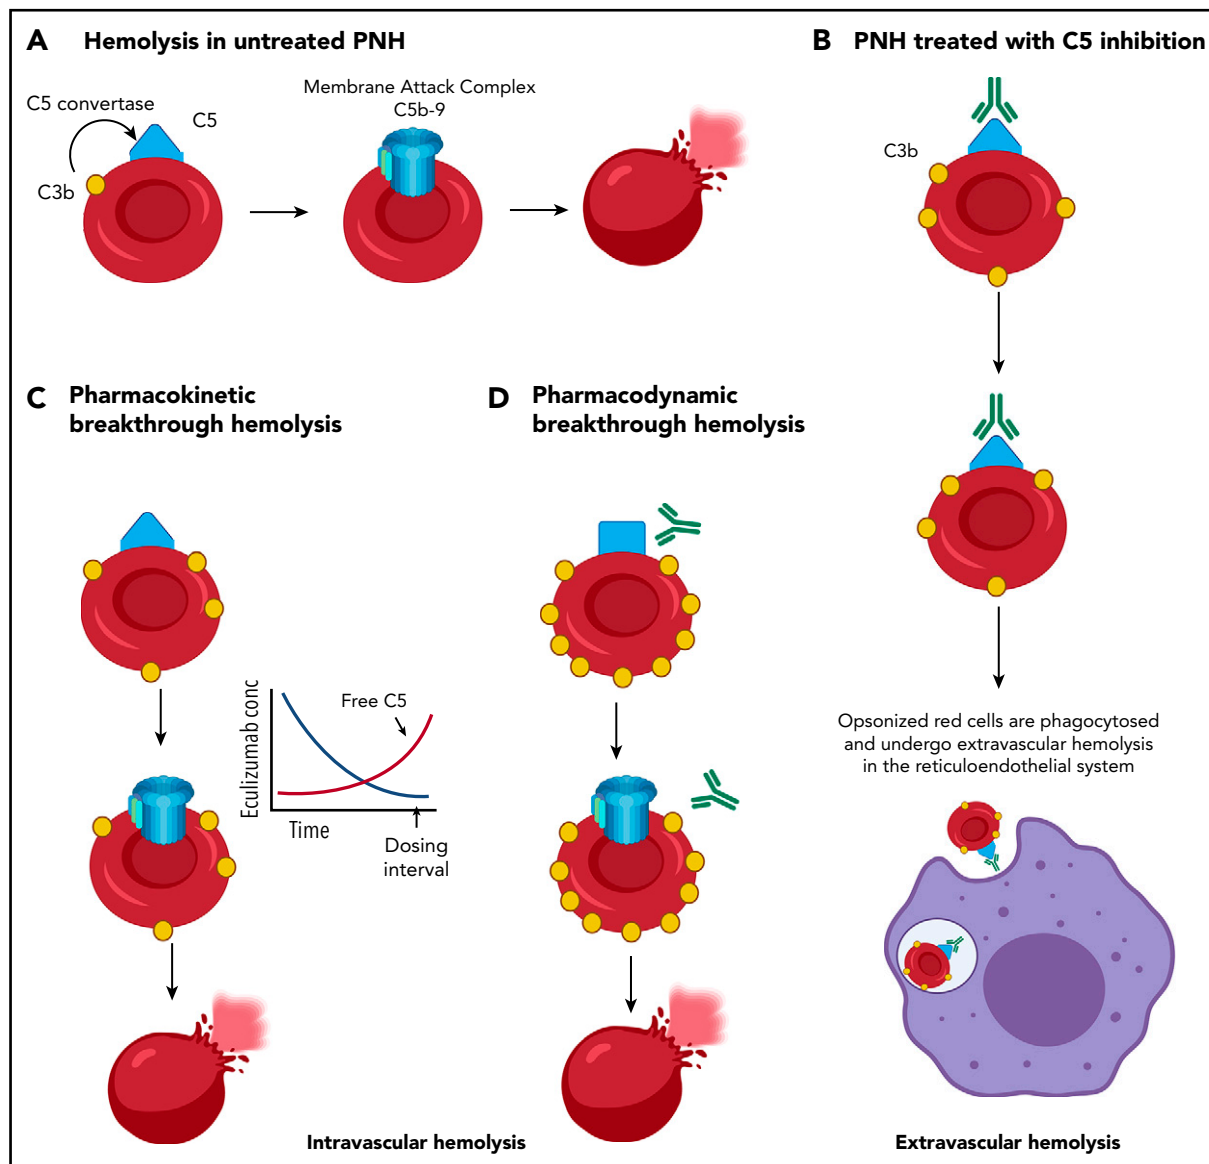 A Hemolysis in untreated PNH
C5 convertase
C5
C3b
Membrane Attack Complex
C5b-9
B PNH treated with C5 inhibition
C3b
Opsonized red cells are phagocytosed
and undergo extravascular hemolysis
in the reticuloendothelial system
Extravascular hemolysis
C Pharmacokinetic
breakthrough hemolysis
Eculizumab conc
Free C5
Time
Dosing
interval
D Pharmacodynamic
breakthrough hemolysis
Intravascular hemolysis